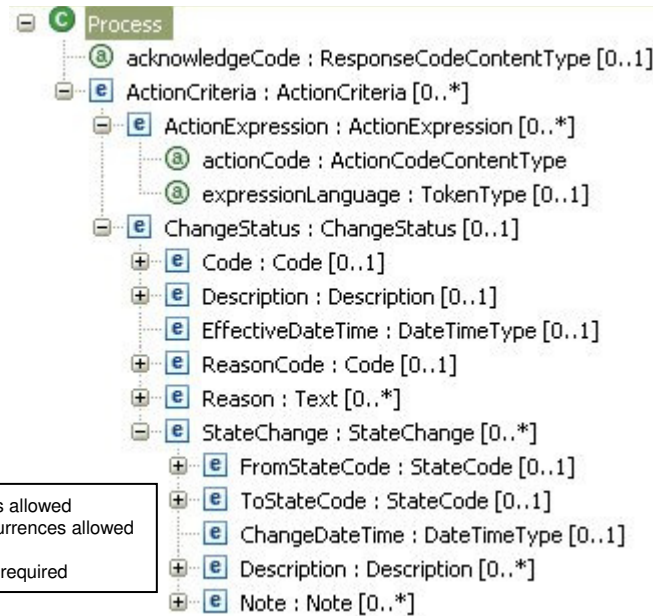 Process
acknowledgeCode : ResponseCodeContentType [0..1]
ActionCriteria : ActionCriteria [0..*]
ActionExpression : ActionExpression [0..*]
actionCode : ActionCodeContentType
expressionLanguage : TokenType [0..1]
ChangeStatus : ChangeStatus [0..1]
Code : Code [0..1]
Description : Description [0..1]
EffectiveDateTime : DateTimeType [0..1]
ReasonCode : Code [0..1]
Reason : Text [0..*]
StateChange : StateChange [0..*]
FromStateCode : StateCode [0..1]
ToStateCode : StateCode [0..1]
ChangeDateTime : DateTimeType [0..1]
Description : Description [0..*]
Note : Note [0..*]
allowed
allowed
required